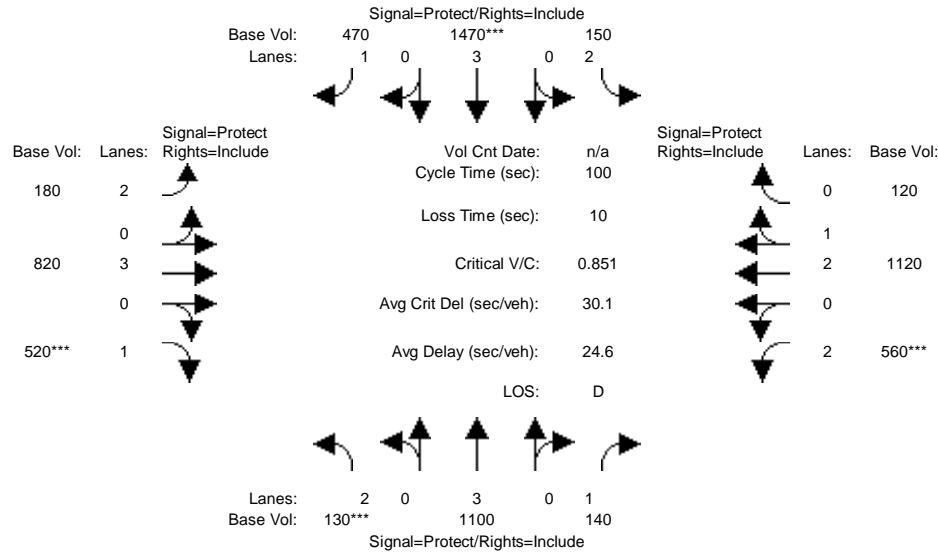 Signal=Protect/Rights=Include
Base Vol: 470 1470*** 150
Lanes: 1 0 3 0 2
Signal=Protect
Base Vol: Lanes: Rights=Include
Vol Cnt Date: n/a
Signal=Protect
Rights=Include Lanes: Base Vol:
Cycle Time (sec): 100
180 2
0 120
Loss Time (sec): 10
0
1
820 3
Critical V/C: 0.851
2 1120
0
Avg Crit Del (sec/veh): 30.1
0
520*** 1
Avg Delay (sec/veh): 24.6
2 560***
LOS: D
Lanes: 2 0 3 0 1
Base Vol: 130*** 1100 140
Signal=Protect/Rights=Include